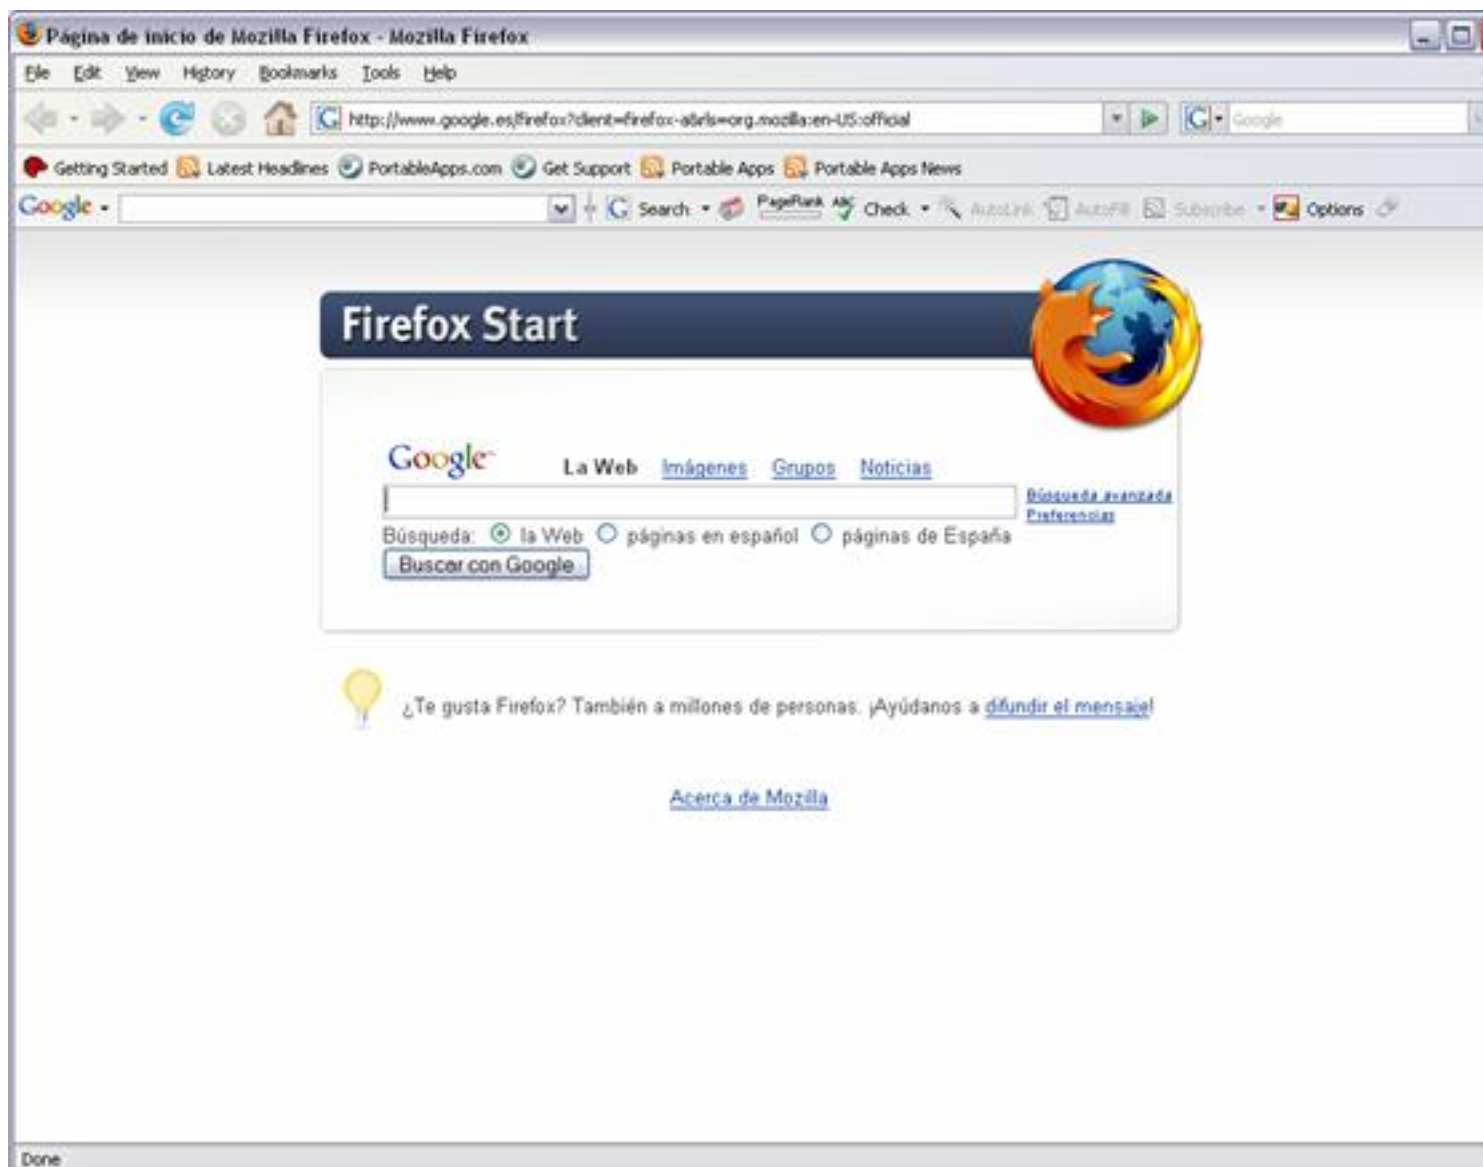 Página de inicio de Mozilla Firefox - Mozilla Firefox
File Edit View History Bookmarks Tools Help
http://www.google.es/firefox?client=firefox-a&rls=org.mozilla:en-US:official Google
Getting Started Latest Headlines PortableApps.com Get Support Portable Apps Portable Apps News
Google Search PageRank ABC Check AutoLink AutoFill Subscribe Options
Firefox Start
Google La Web Imágenes Grupos Noticias
Búsqueda avanzada
Preferencias
Búsqueda: la Web páginas en español páginas de España
Buscar con Google
¿Te gusta Firefox? También a millones de personas. ¡Ayúdanos a difundir el mensaje!
Acerca de Mozilla
Done